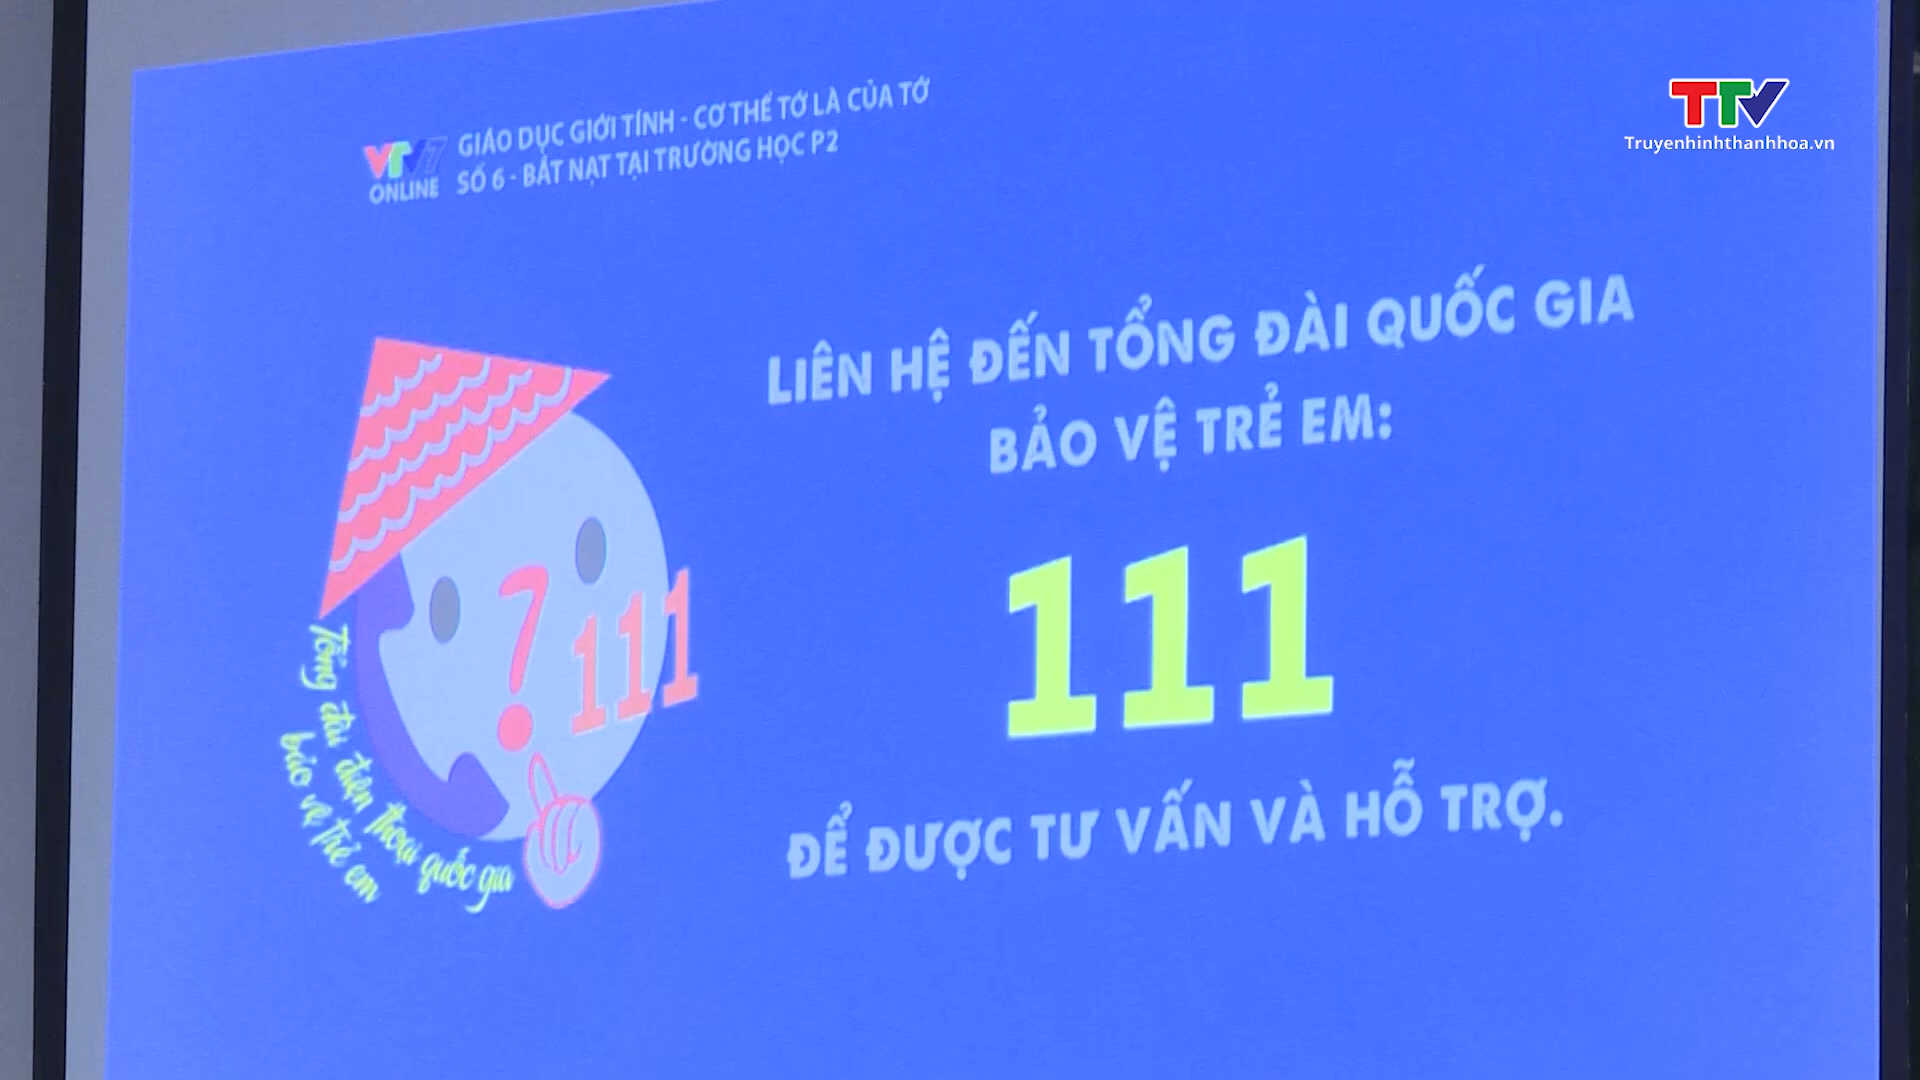 VTV7
ONLINE
GIÁO DỤC GIỚI TÍNH - CƠ THỂ TỚ LÀ CỦA TỚ
SỐ 6 - BẮT NẠT TẠI TRƯỜNG HỌC P2
TTV
Truyenhinhthanhhoa.vn
LIÊN HỆ ĐẾN TỔNG ĐÀI QUỐC GIA
BẢO VỆ TRẺ EM:
111
ĐỂ ĐƯỢC TƯ VẤN VÀ HỖ TRỢ.
?
111
Tổng đài điện thoại quốc gia
bảo vệ trẻ em